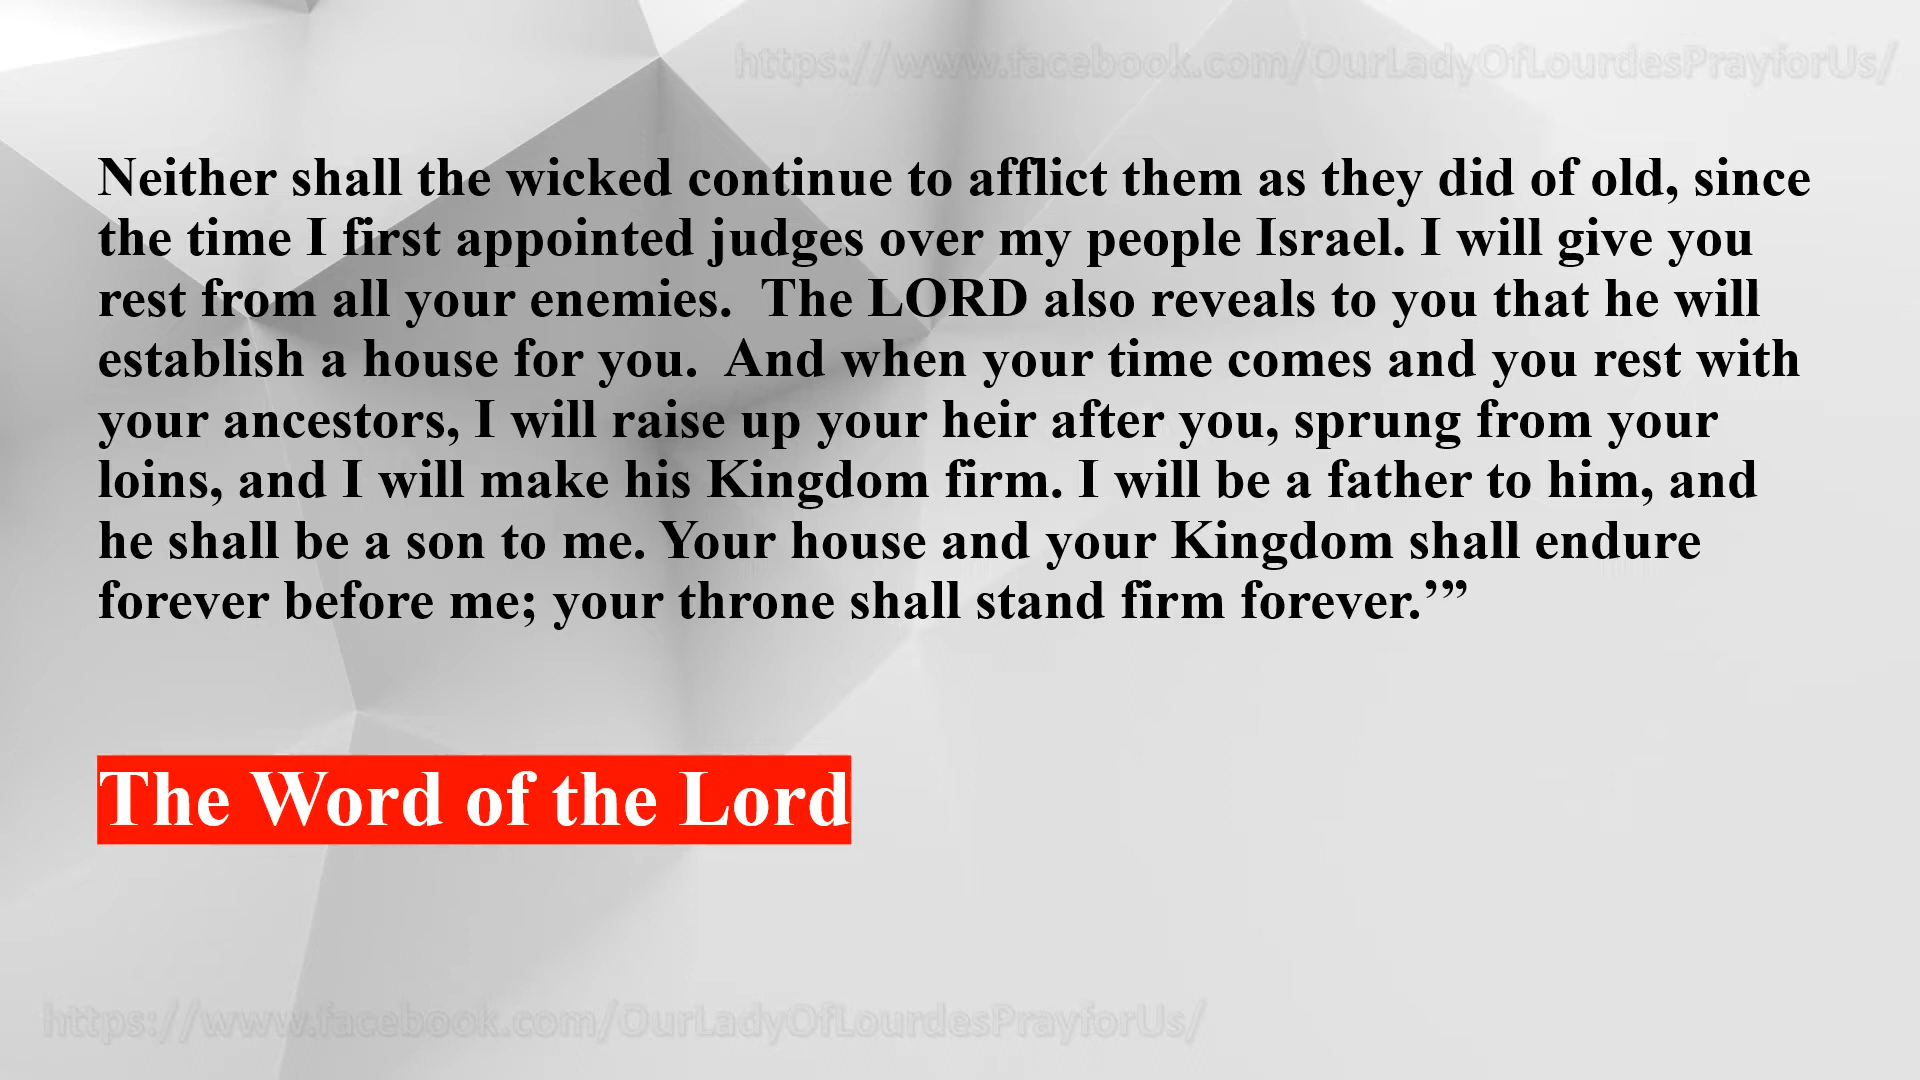 https://www.facebook.com/OurLadyOfLourdesPrayforUs/
Neither shall the wicked continue to afflict them as they did of old, since
the time I first appointed judges over my people Israel. I will give you
rest from all your enemies.  The LORD also reveals to you that he will
establish a house for you.  And when your time comes and you rest with
your ancestors, I will raise up your heir after you, sprung from your
loins, and I will make his Kingdom firm. I will be a father to him, and
he shall be a son to me. Your house and your Kingdom shall endure
forever before me; your throne shall stand firm forever.’”
The Word of the Lord
https://www.facebook.com/OurLadyOfLourdesPrayforUs/